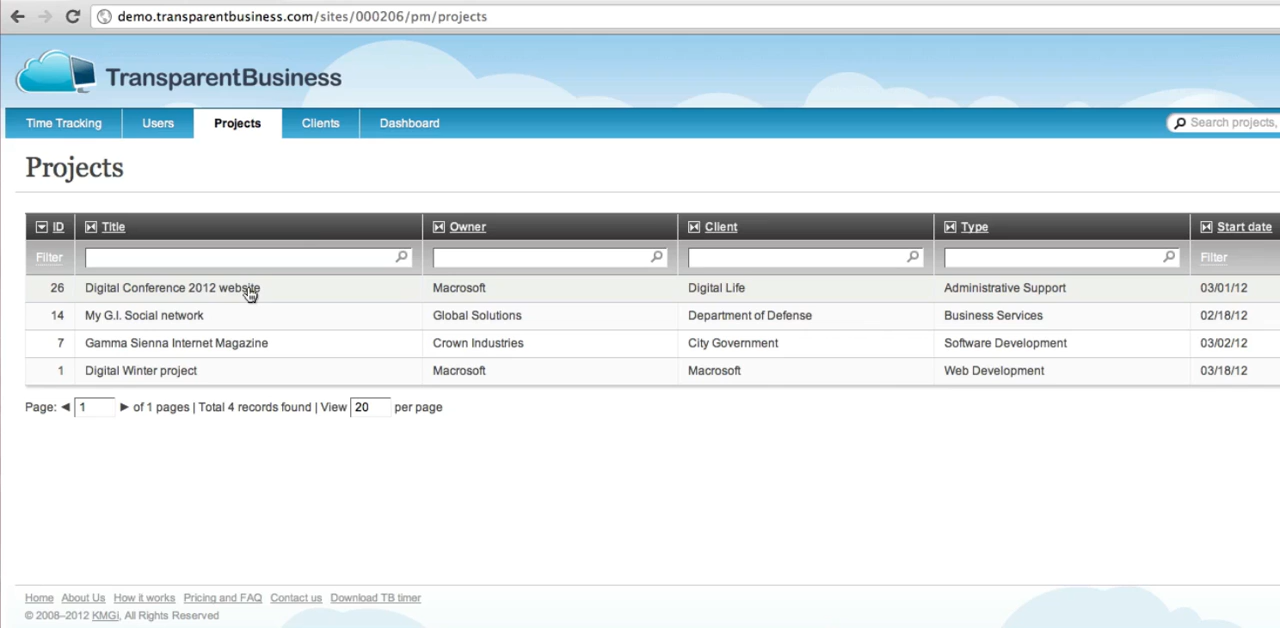 demo.transparentbusiness.com/sites/000206/pm/projects
TransparentBusiness
Time Tracking Users Projects Clients Dashboard Search projects,
Projects
ID Title Owner Client Type Start date
Filter Filter
26 Digital Conference 2012 website Macrosoft Digital Life Administrative Support 03/01/12
14 My G.I. Social network Global Solutions Department of Defense Business Services 02/18/12
7 Gamma Sienna Internet Magazine Crown Industries City Government Software Development 03/02/12
1 Digital Winter project Macrosoft Macrosoft Web Development 03/18/12
Page: 1 of 1 pages | Total 4 records found | View 20 per page
Home About Us How it works Pricing and FAQ Contact us Download TB timer
© 2008–2012 KMGi, All Rights Reserved